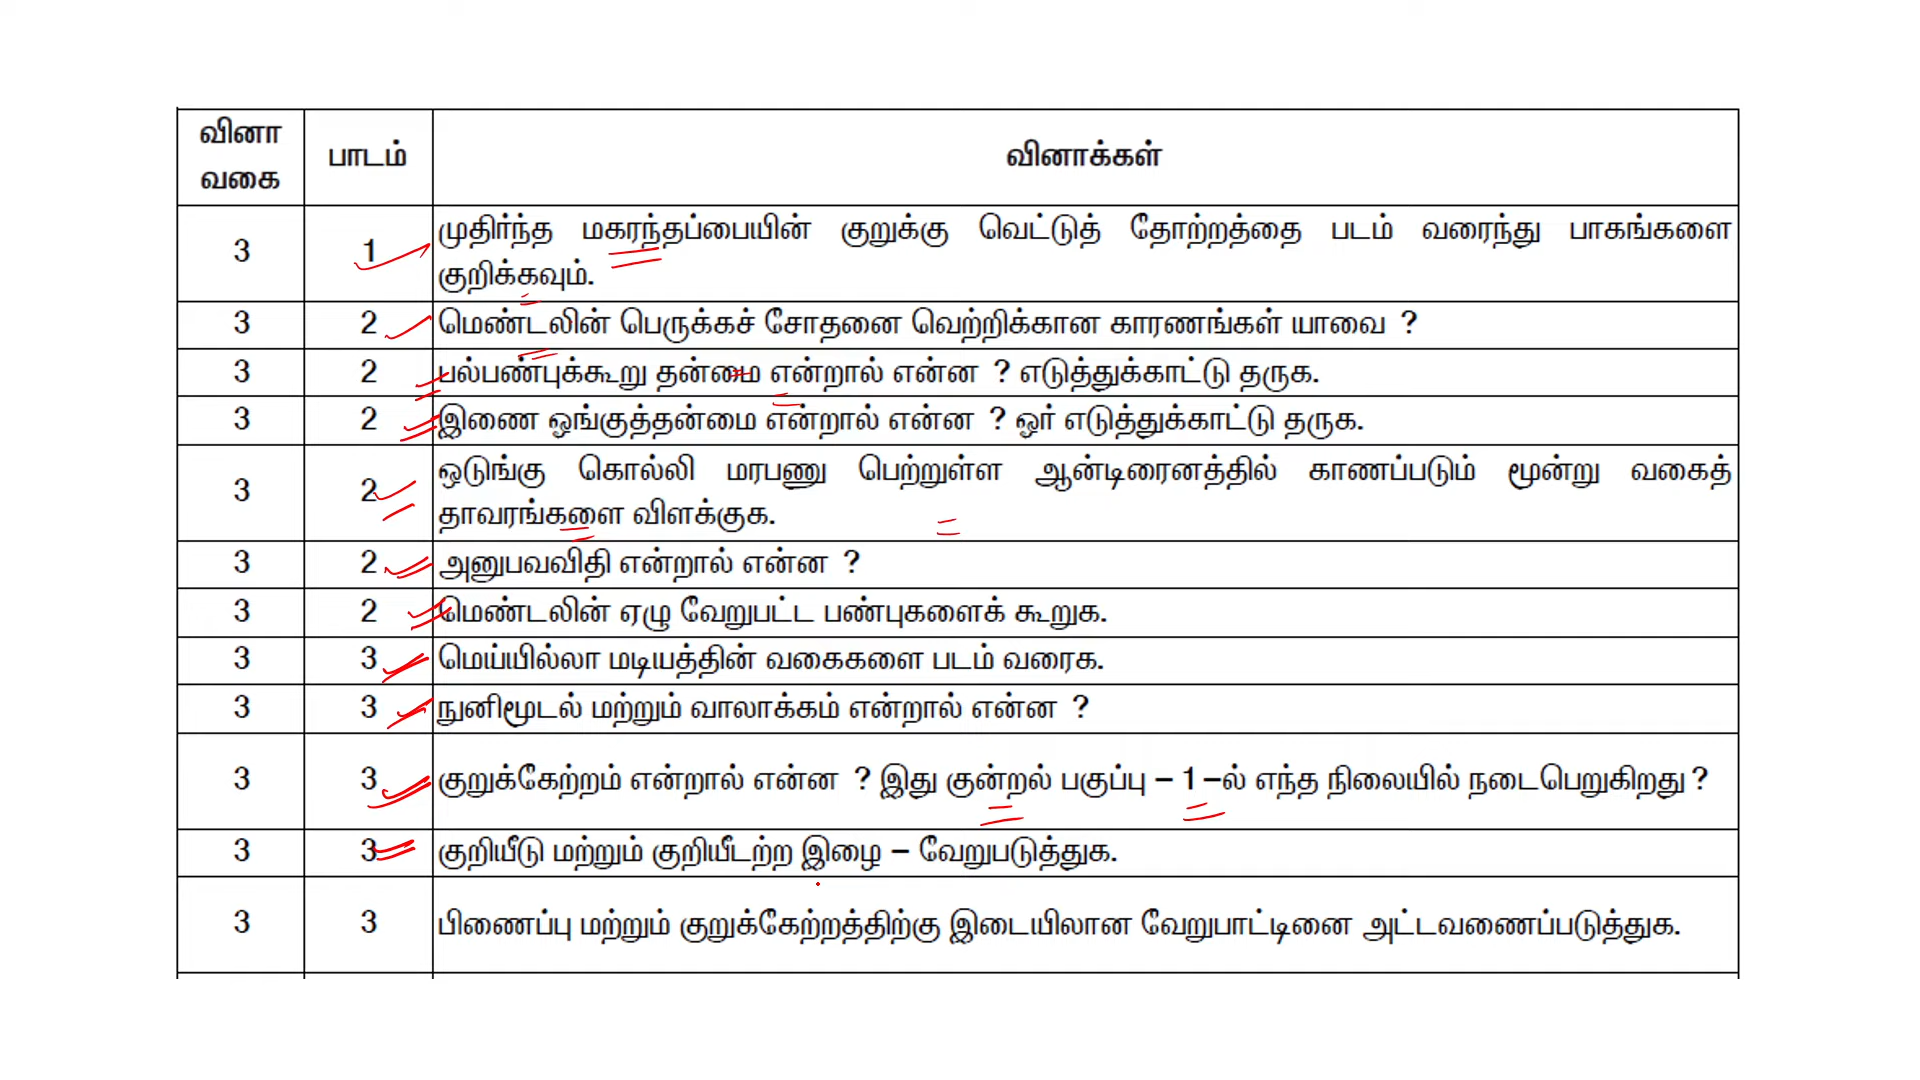 வினா வகை பாடம் வினாக்கள்
3 1 முதிர்ந்த மகரந்தப்பையின் குறுக்கு வெட்டுத் தோற்றத்தை படம் வரைந்து பாகங்களை
குறிக்கவும்.
3 2 மெண்டலின் பெருக்கச் சோதனை வெற்றிக்கான காரணங்கள் யாவை ?
3 2 பல்பண்புக்கூறு தன்மை என்றால் என்ன ? எடுத்துக்காட்டு தருக.
3 2 இணை ஓங்குத்தன்மை என்றால் என்ன ? ஓர் எடுத்துக்காட்டு தருக.
3 2 ஒடுங்கு கொல்லி மரபணு பெற்றுள்ள ஆன்டிரைனத்தில் காணப்படும் மூன்று வகைத்
தாவரங்களை விளக்குக.
3 2 அனுபவவிதி என்றால் என்ன ?
3 2 மெண்டலின் ஏழு வேறுபட்ட பண்புகளைக் கூறுக.
3 3 மெய்யில்லா மடியத்தின் வகைகளை படம் வரைக.
3 3 நுனிமூடல் மற்றும் வாலாக்கம் என்றால் என்ன ?
3 3 குறுக்கேற்றம் என்றால் என்ன ? இது குன்றல் பகுப்பு – 1 –ல் எந்த நிலையில் நடைபெறுகிறது ?
3 3 குறியீடு மற்றும் குறியீடற்ற இழை – வேறுபடுத்துக.
3 3 பிணைப்பு மற்றும் குறுக்கேற்றத்திற்கு இடையிலான வேறுபாட்டினை அட்டவணைப்படுத்துக.